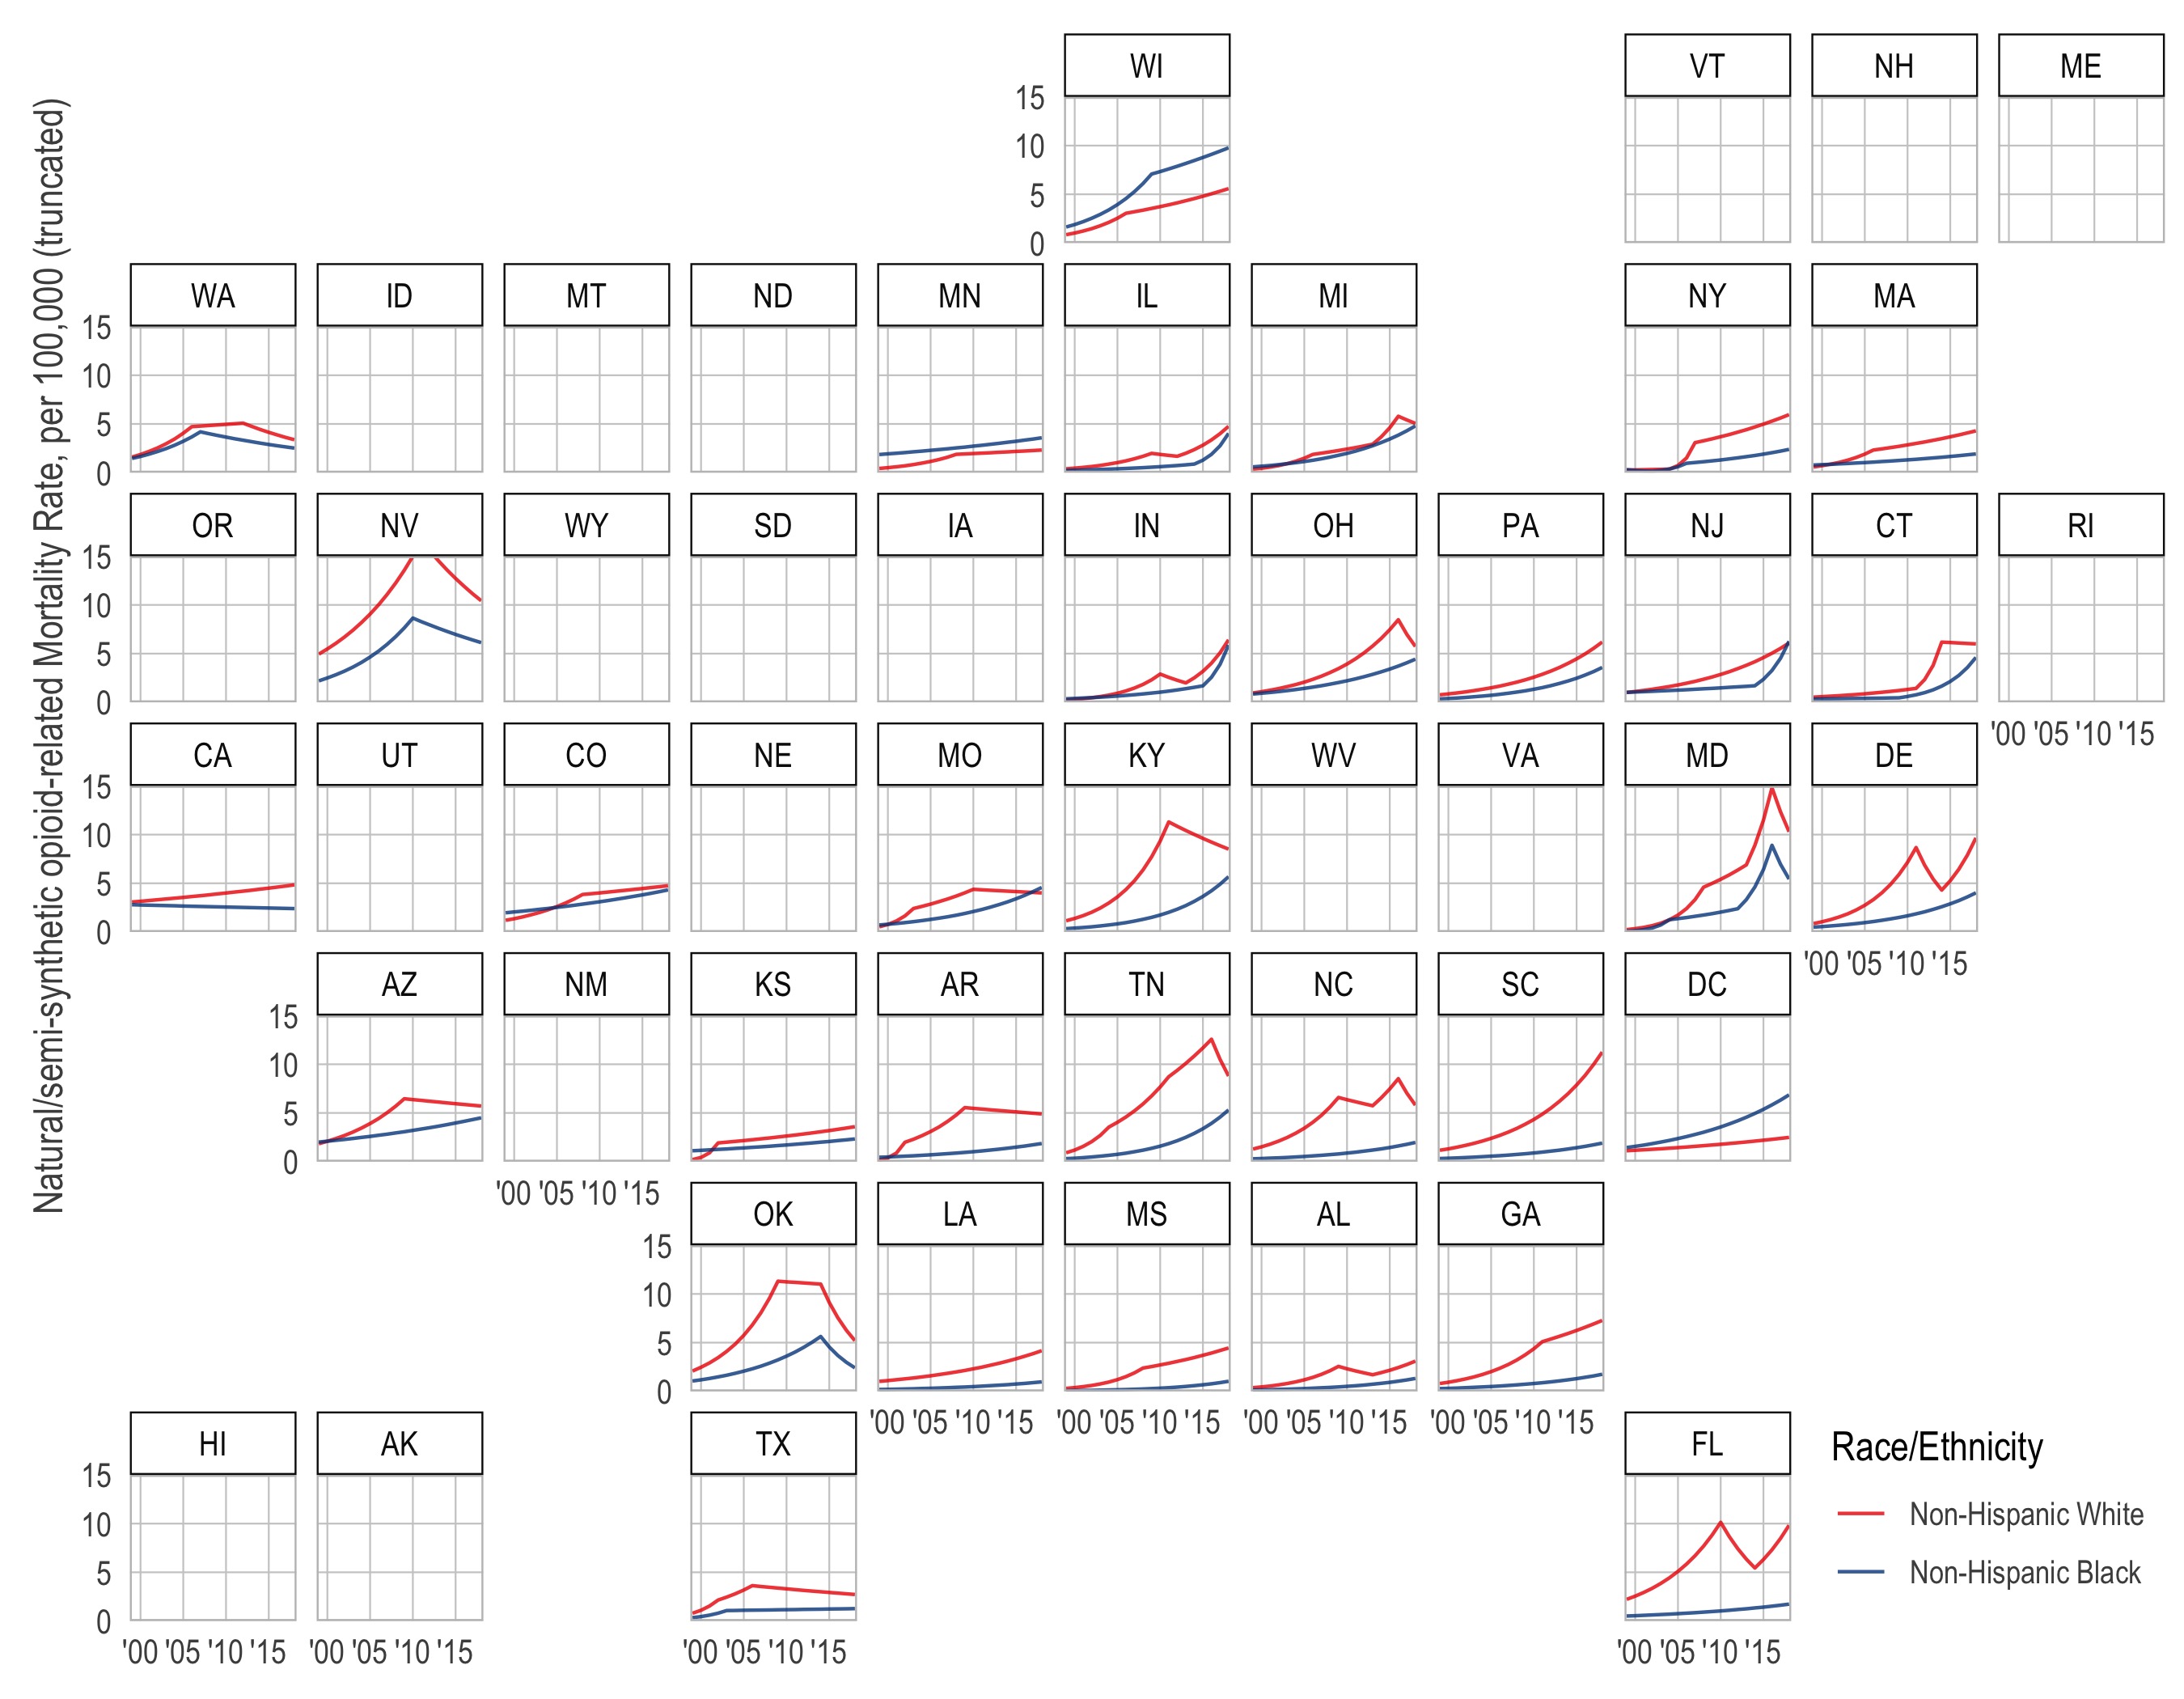 Natural/semi-synthetic opioid-related Mortality Rate, per 100,000 (truncated)
WI VT NH ME
15
10
5
0
WA ID MT ND MN IL MI NY MA
15
10
5
0
OR NV WY SD IA IN OH PA NJ CT RI
15
10
5
0
'00 '05 '10 '15
CA UT CO NE MO KY WV VA MD DE
15
10
5
0
'00 '05 '10 '15
AZ NM KS AR TN NC SC DC
15
10
5
0
'00 '05 '10 '15
OK LA MS AL GA
15
10
5
0
'00 '05 '10 '15 '00 '05 '10 '15 '00 '05 '10 '15 '00 '05 '10 '15
HI AK TX FL
15
10
5
0
'00 '05 '10 '15 '00 '05 '10 '15 '00 '05 '10 '15 '00 '05 '10 '15
Race/Ethnicity
Non-Hispanic White
Non-Hispanic Black